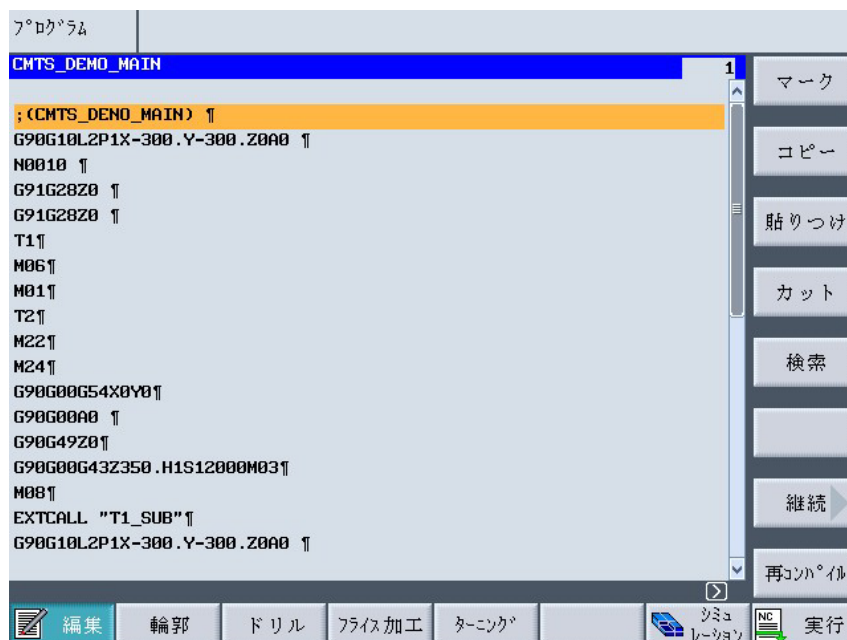 ﾌﾟﾛｸﾞﾗﾑ
CMTS_DEMO_MAIN
1
;(CMTS_DENO_MAIN) ¶
G90G10L2P1X-300.Y-300.Z0A0 ¶
N0010 ¶
G91G28Z0 ¶
G91G28Z0 ¶
T1¶
M06¶
M01¶
T2¶
M22¶
M24¶
G90G00G54X0Y0¶
G90G00A0 ¶
G90G49Z0¶
G90G00G43Z350.H1S12000M03¶
M08¶
EXTCALL "T1_SUB"¶
G90G10L2P1X-300.Y-300.Z0A0 ¶
マーク
コピー
貼りつけ
カット
検索
継続
再ｺﾝﾊﾟｲﾙ
編集
輪郭
ドリル
ﾌﾗｲｽ加工
ﾀｰﾆﾝｸﾞ
ｼﾐｭ
ﾚｰｼｮﾝ
NC
実行